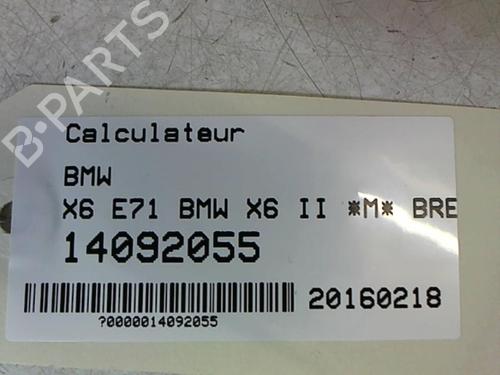 B-PARTS
Calculateur
BMW
X6 E71 BMW X6 II *M* BRE
14092055
20160218
?0000014092055